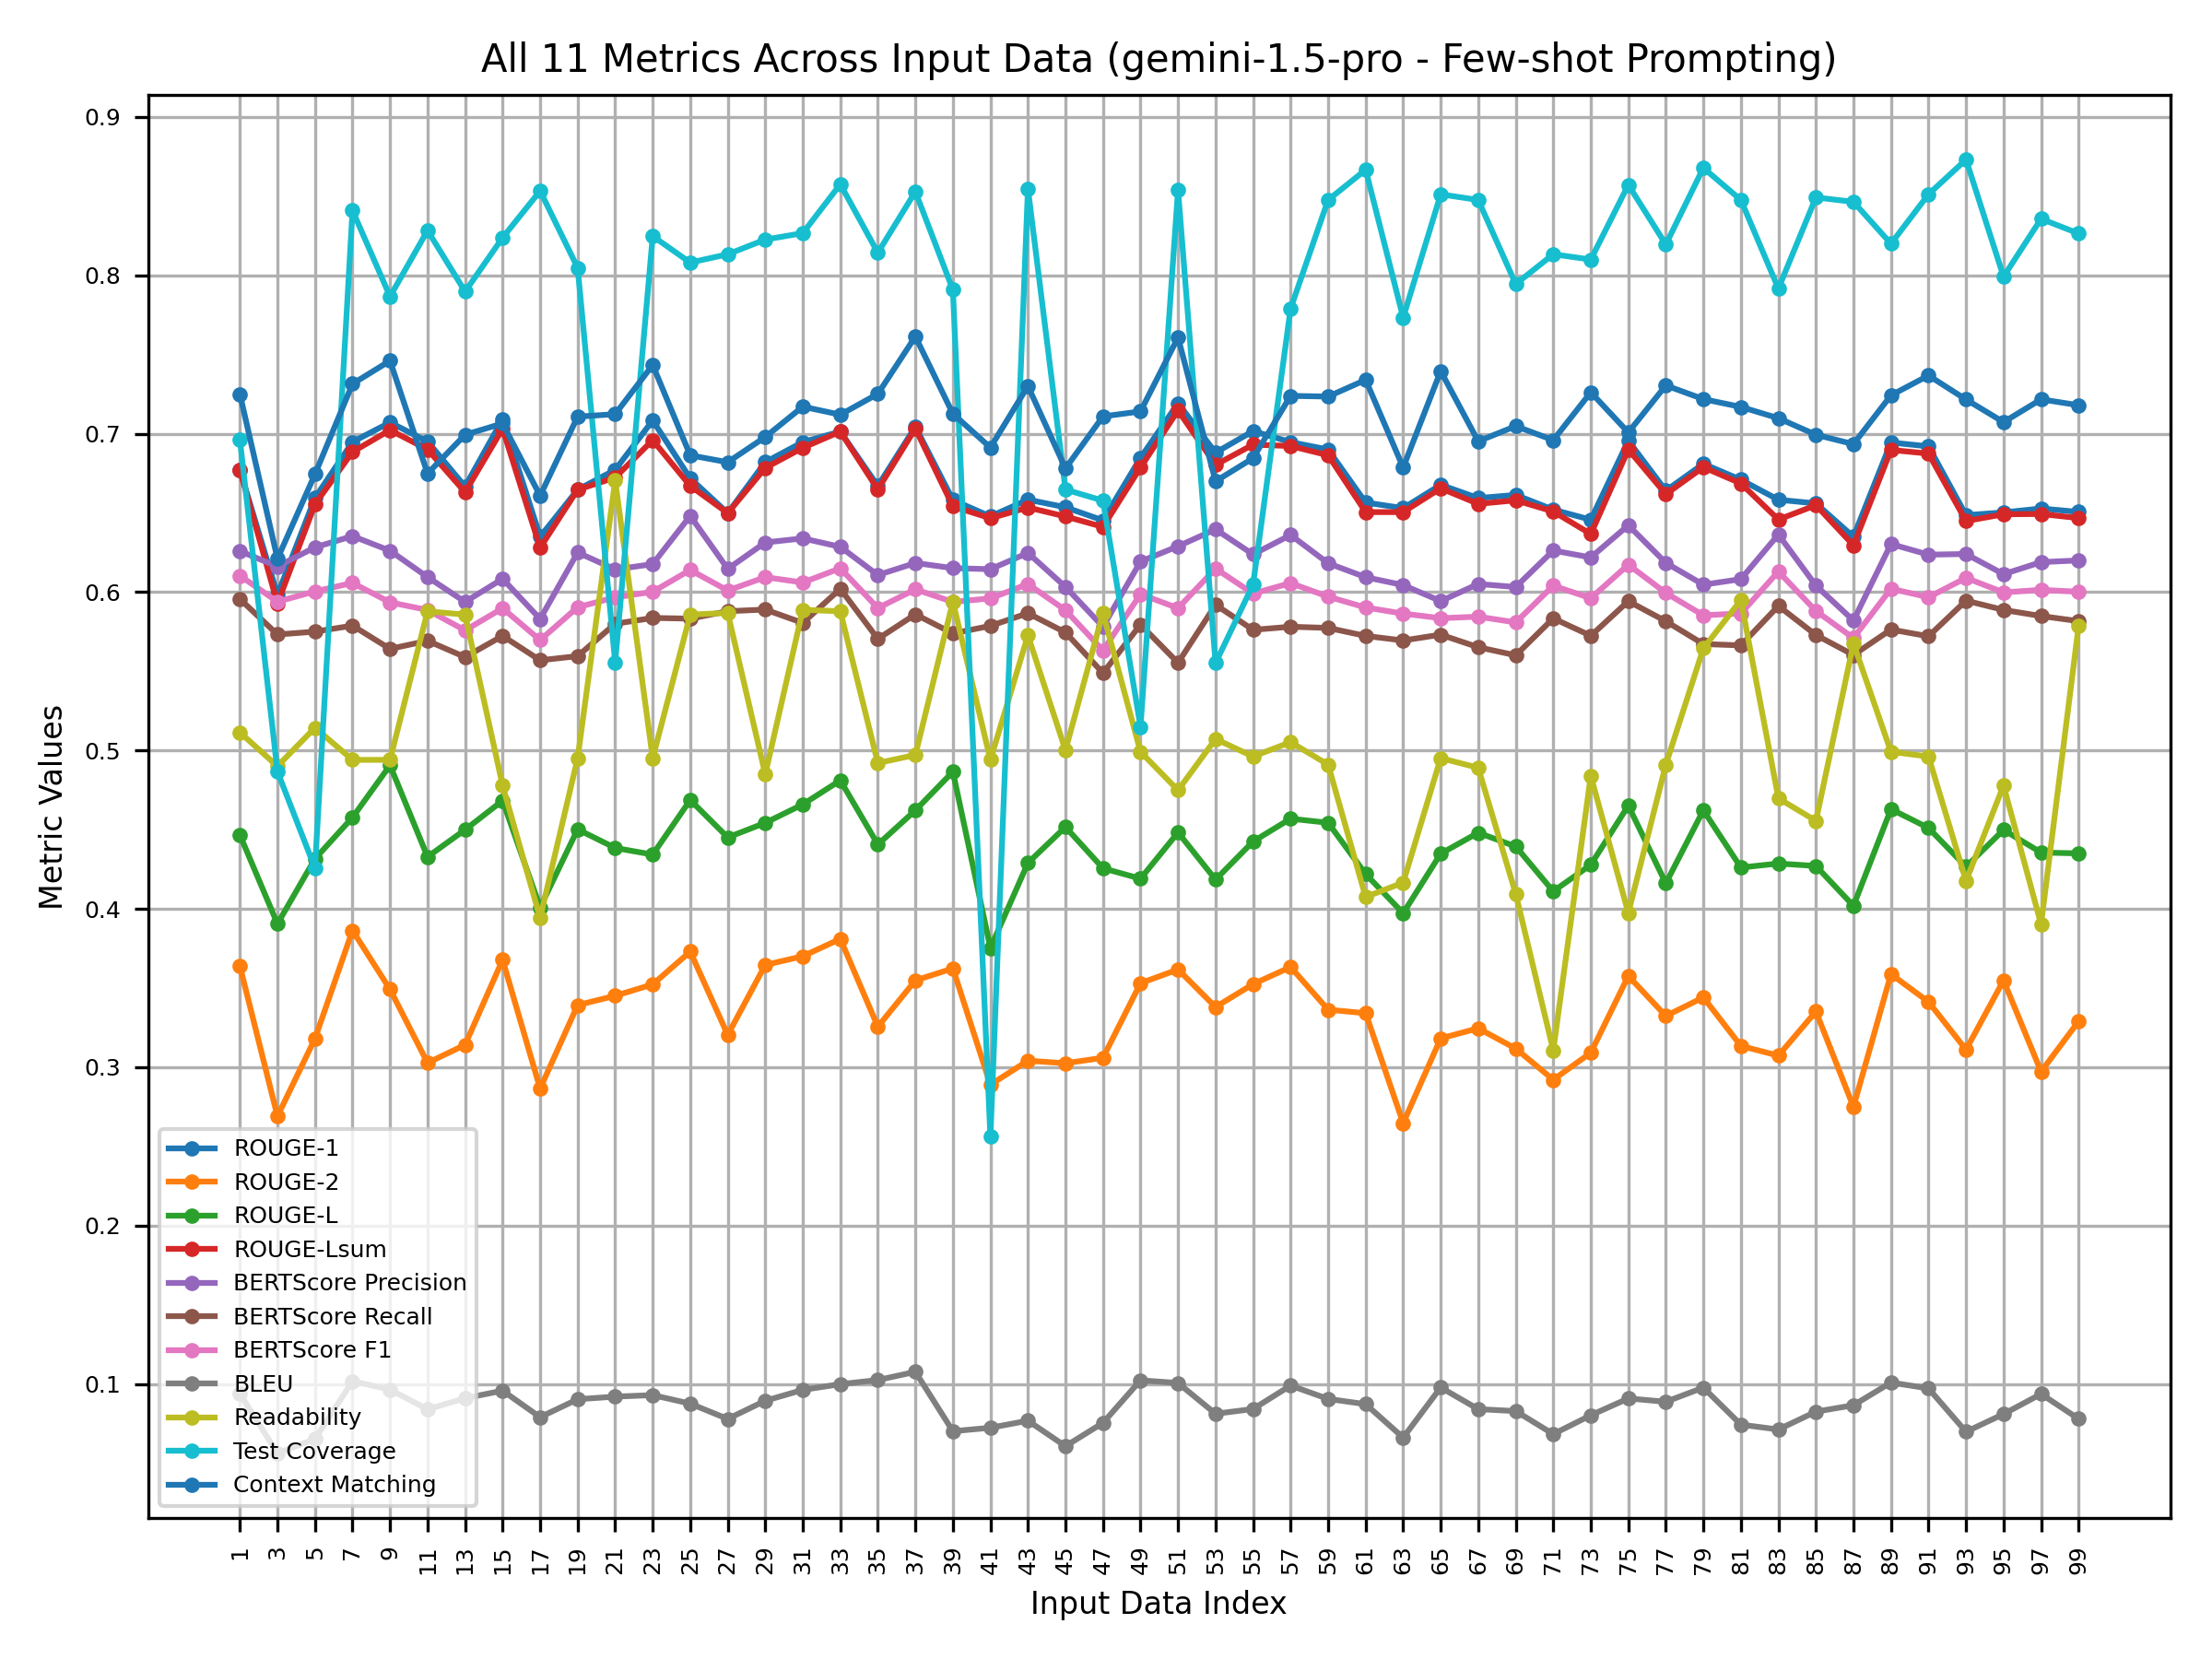 All 11 Metrics Across Input Data (gemini-1.5-pro - Few-shot Prompting)
Metric Values
0.9
0.8
0.7
0.6
0.5
0.4
0.3
0.2
0.1
ROUGE-1
ROUGE-2
ROUGE-L
ROUGE-Lsum
BERTScore Precision
BERTScore Recall
BERTScore F1
BLEU
Readability
Test Coverage
Context Matching
1 3 5 7 9 11 13 15 17 19 21 23 25 27 29 31 33 35 37 39 41 43 45 47 49 51 53 55 57 59 61 63 65 67 69 71 73 75 77 79 81 83 85 87 89 91 93 95 97 99
Input Data Index